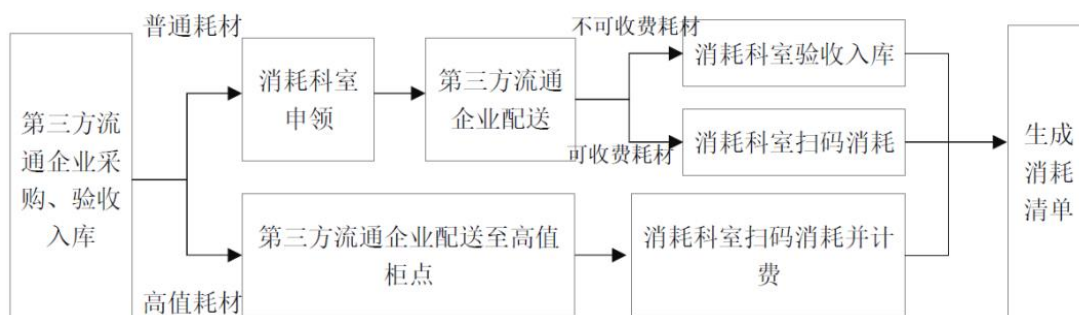 第三方流
通企业采
购、验收
入库
普通耗材
消耗科室
申领
第三方流通
企业配送
不可收费耗材
消耗科室验收入库
可收费耗材
消耗科室扫码消耗
高值耗材
第三方流通企业配送至高值
柜点
消耗科室扫码消耗并计
费
生成
消耗
清单